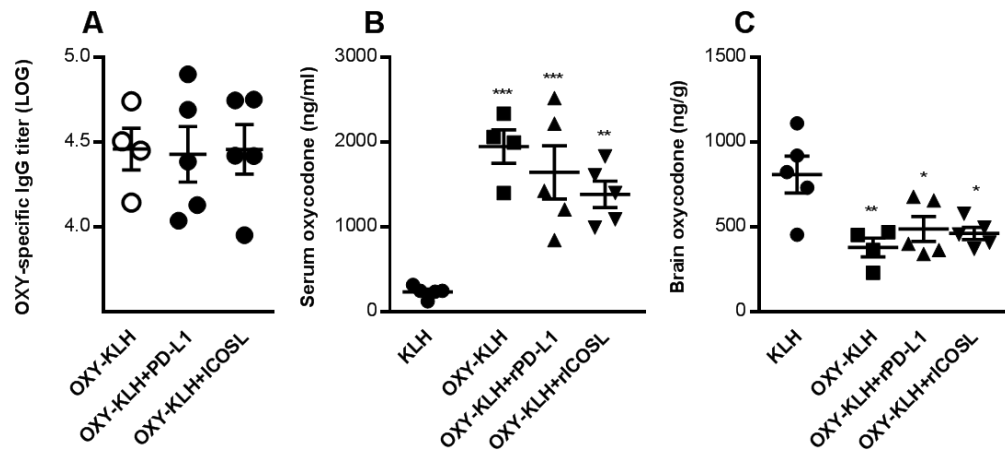 A
OXY-specific IgG titer (LOG)
5.0
4.5
4.0
OXY-KLH
OXY-KLH+PD-L1
OXY-KLH+ICOSL
B
Serum oxycodone (ng/ml)
3000
2000
1000
0
***
***
**
KLH
OXY-KLH
OXY-KLH+rPD-L1
OXY-KLH+rICOSL
C
Brain oxycodone (ng/g)
1500
1000
500
0
**
*
*
KLH
OXY-KLH
OXY-KLH+rPD-L1
OXY-KLH+rICOSL